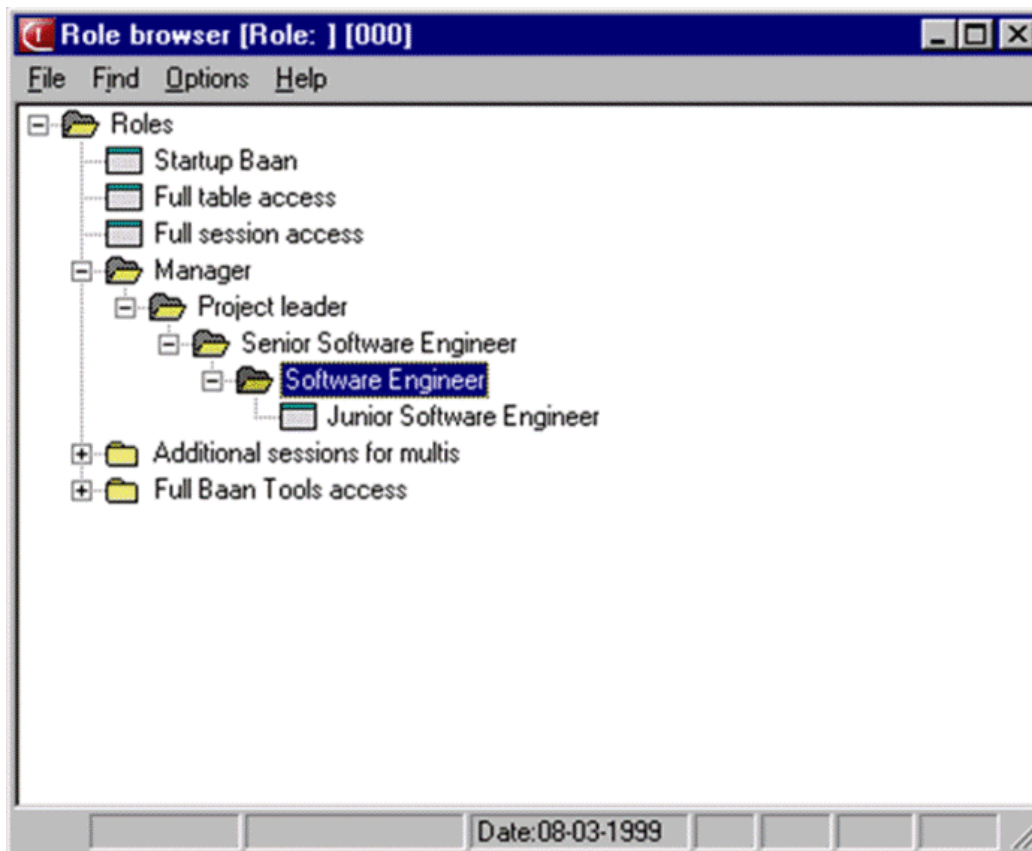 Role browser [Role: ] [000]
File Find Options Help
Roles
Startup Baan
Full table access
Full session access
Manager
Project leader
Senior Software Engineer
Software Engineer
Junior Software Engineer
Additional sessions for multis
Full Baan Tools access
Date:08-03-1999